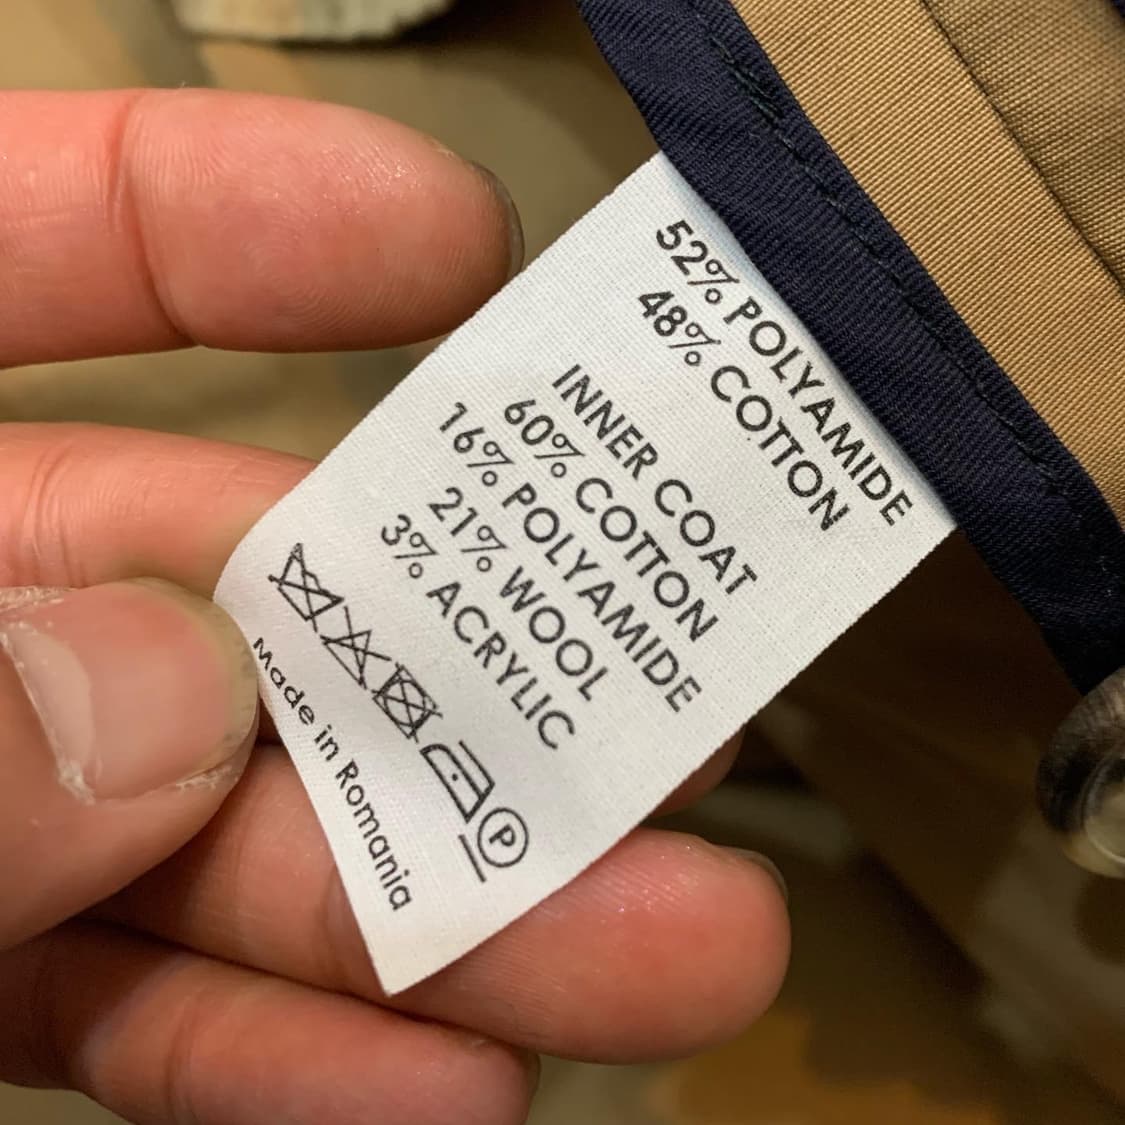 52% POLYAMIDE
48% COTTON
INNER COAT
60% COTTON
16% POLYAMIDE
21% WOOL
3% ACRYLIC
P
Made in Romania